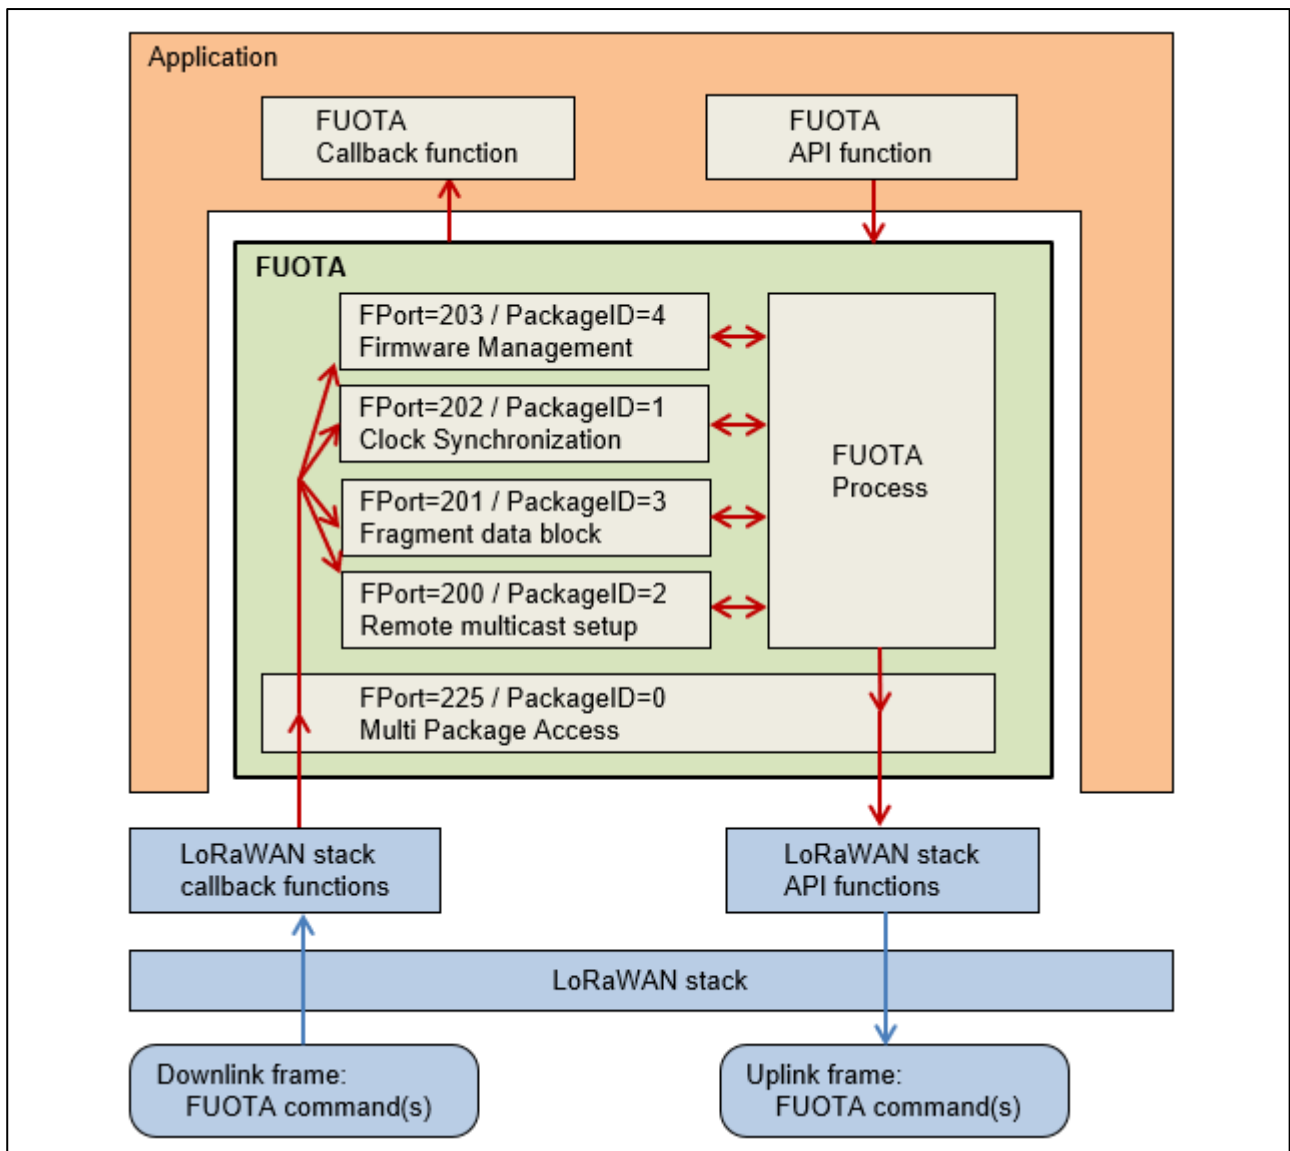 Application
FUOTA
Callback function
FUOTA
API function
FUOTA
FPort=203 / PackageID=4
Firmware Management
FPort=202 / PackageID=1
Clock Synchronization
FPort=201 / PackageID=3
Fragment data block
FPort=200 / PackageID=2
Remote multicast setup
FUOTA
Process
FPort=225 / PackageID=0
Multi Package Access
LoRaWAN stack
callback functions
LoRaWAN stack
API functions
LoRaWAN stack
Downlink frame:
FUOTA command(s)
Uplink frame:
FUOTA command(s)